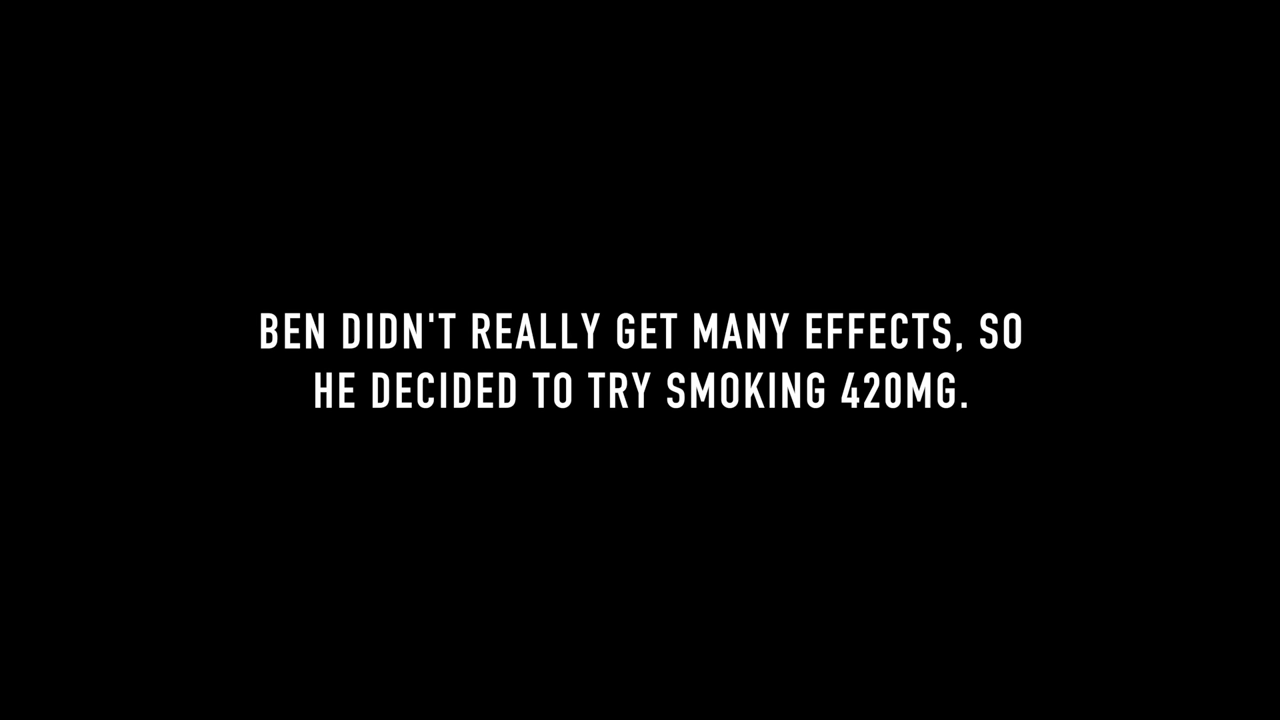 BEN DIDN'T REALLY GET MANY EFFECTS, SO
HE DECIDED TO TRY SMOKING 420MG.